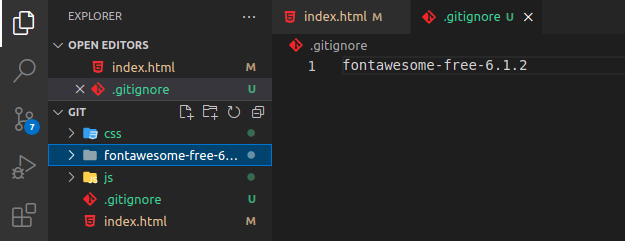 EXPLORER
OPEN EDITORS
index.html M
.gitignore U
GIT
css
fontawesome-free-6...
js
.gitignore U
index.html M
7
index.html M
.gitignore U
.gitignore
1 fontawesome-free-6.1.2